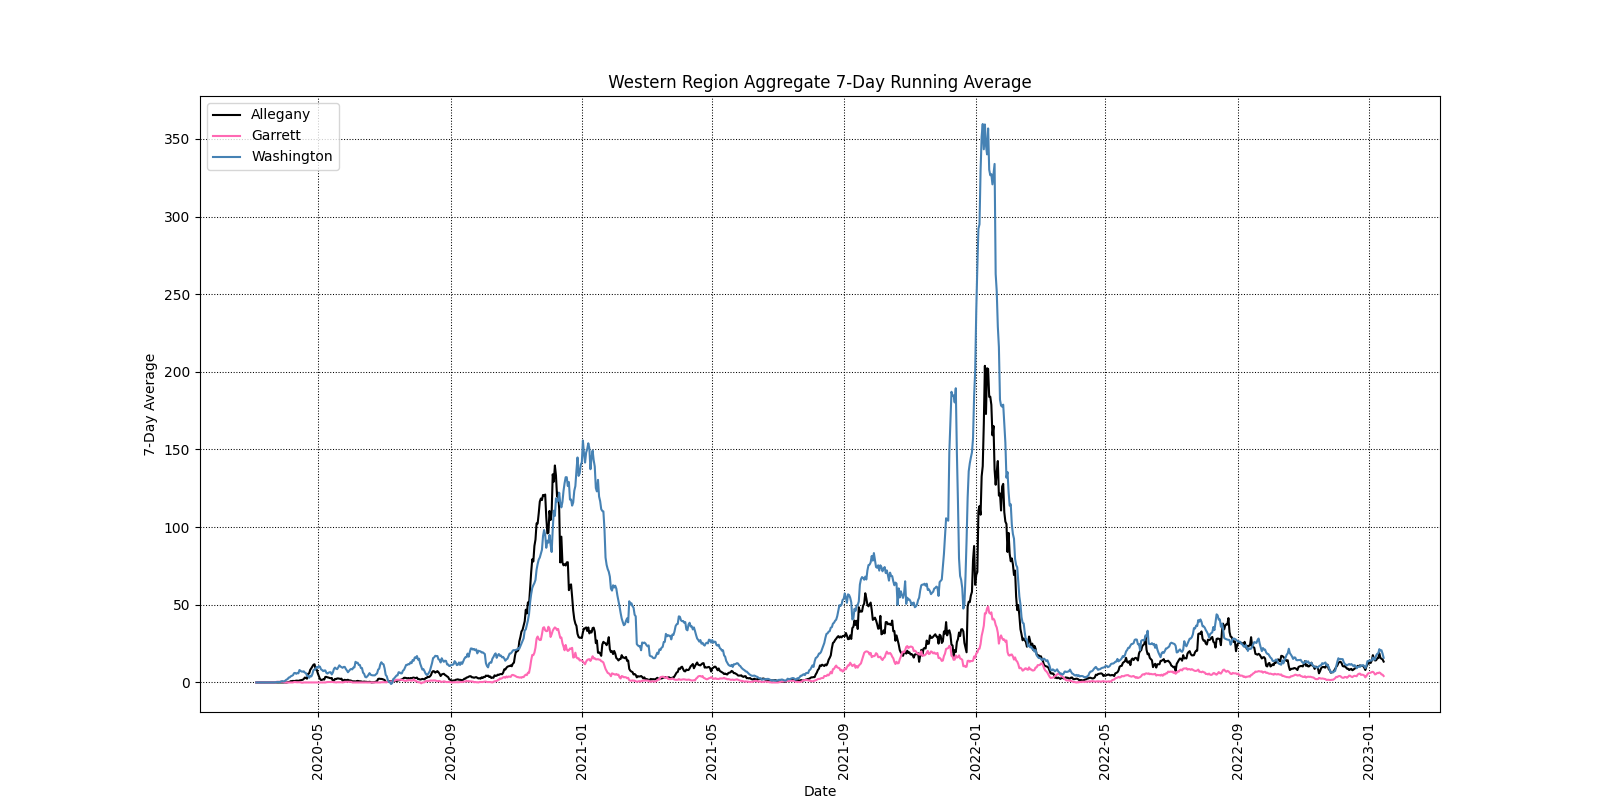 Western Region Aggregate 7-Day Running Average
Allegany
Garrett
Washington
350
300
250
200
150
100
50
0
7-Day Average
2020-05
2020-09
2021-01
2021-05
2021-09
2022-01
2022-05
2022-09
2023-01
Date